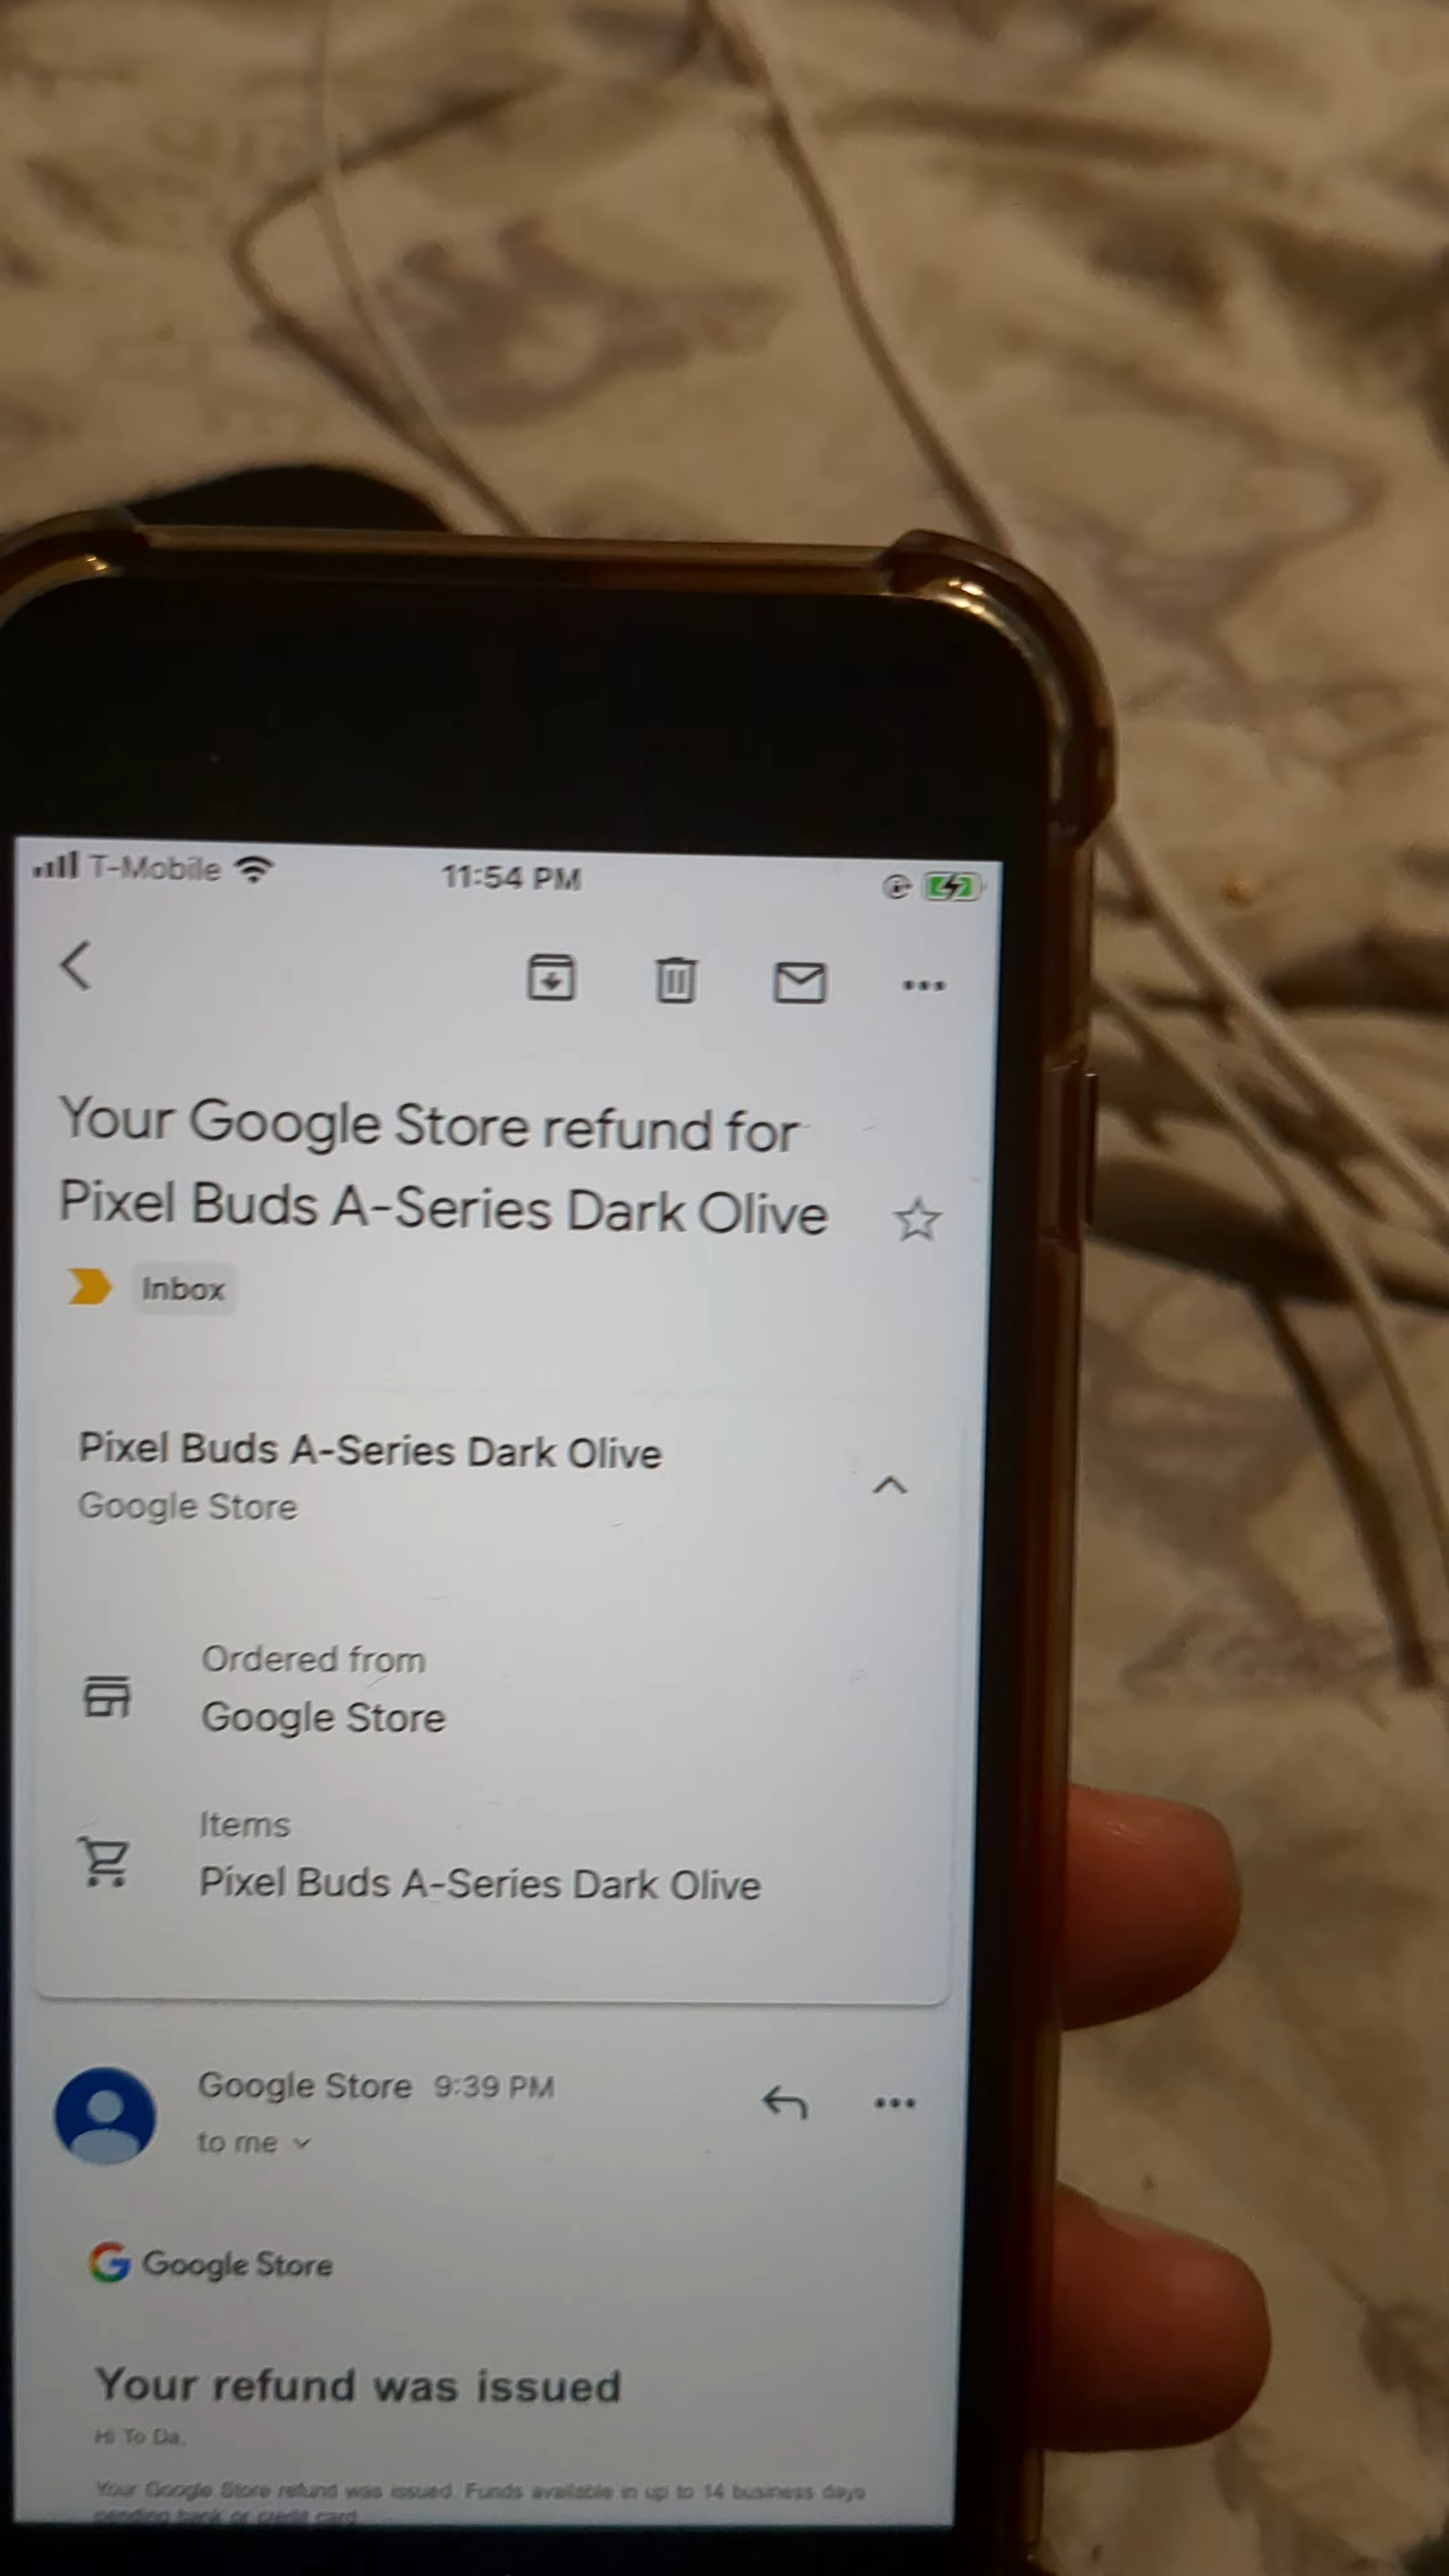 T-Mobile 11:54 PM
Your Google Store refund for
Pixel Buds A-Series Dark Olive
Inbox
Pixel Buds A-Series Dark Olive
Google Store
Ordered from
Google Store
Items
Pixel Buds A-Series Dark Olive
Google Store 9:39 PM
to me
Google Store
Your refund was issued
Hi To Da,
Your Google Store refund was issued. Funds available in up to 14 business days
pending bank or credit card